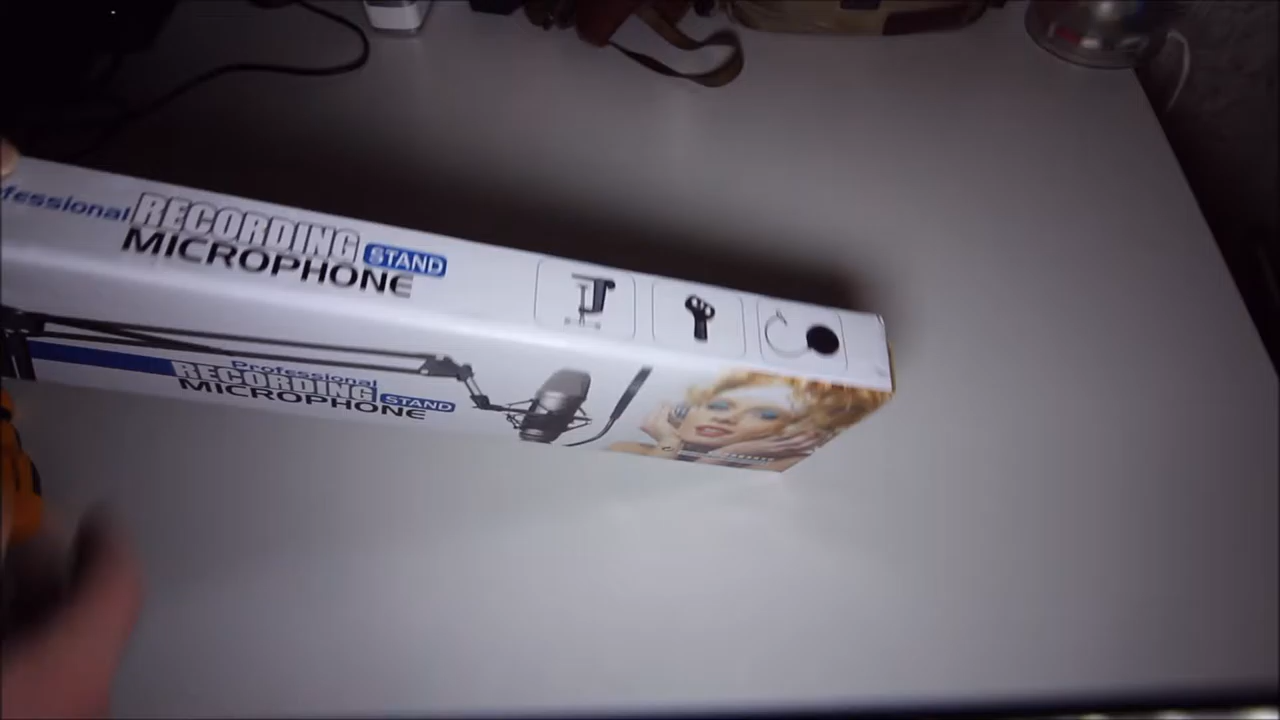 fessional RECORDING STAND
MICROPHONE
Professional
RECORDING STAND
MICROPHONE